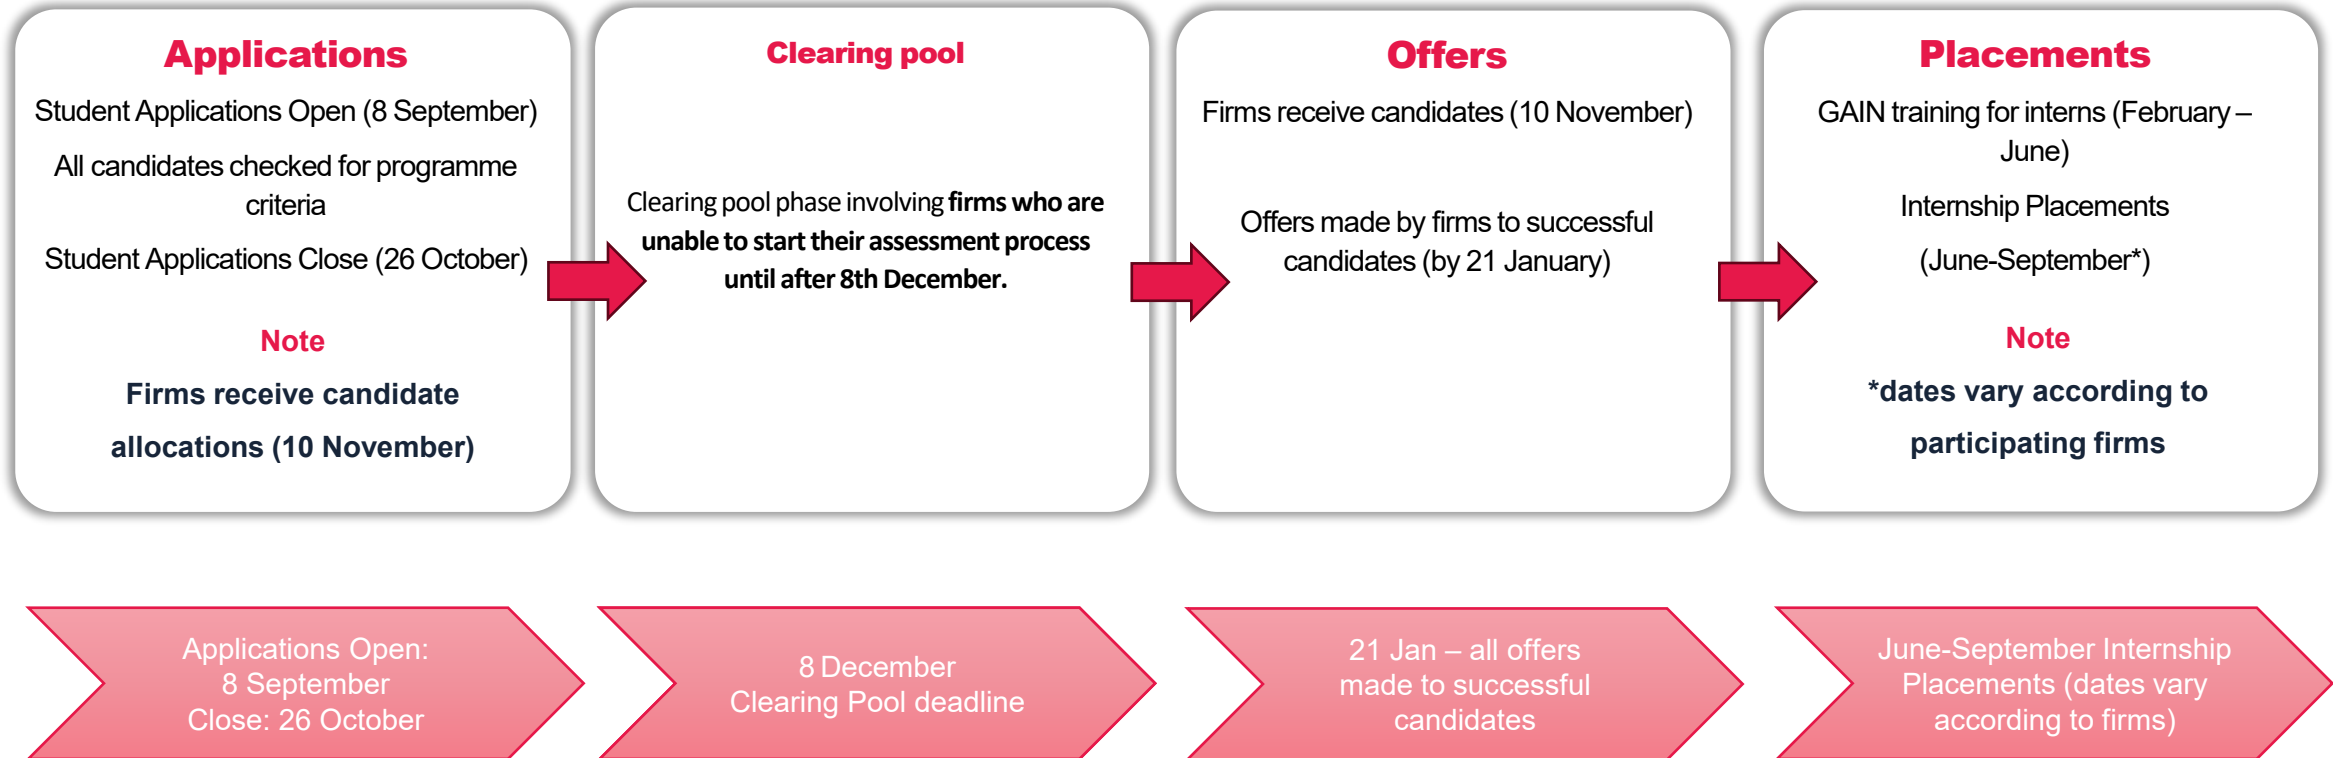 Applications
Student Applications Open (8 September)
All candidates checked for programme
criteria
Student Applications Close (26 October)
Note
Firms receive candidate
allocations (10 November)
Clearing pool
Clearing pool phase involving firms who are
unable to start their assessment process
until after 8th December.
Offers
Firms receive candidates (10 November)
Offers made by firms to successful
candidates (by 21 January)
Placements
GAIN training for interns (February –
June)
Internship Placements
(June-September*)
Note
*dates vary according to
participating firms
Applications Open:
8 September
Close: 26 October
8 December
Clearing Pool deadline
21 Jan – all offers
made to successful
candidates
June-September Internship
Placements (dates vary
according to firms)